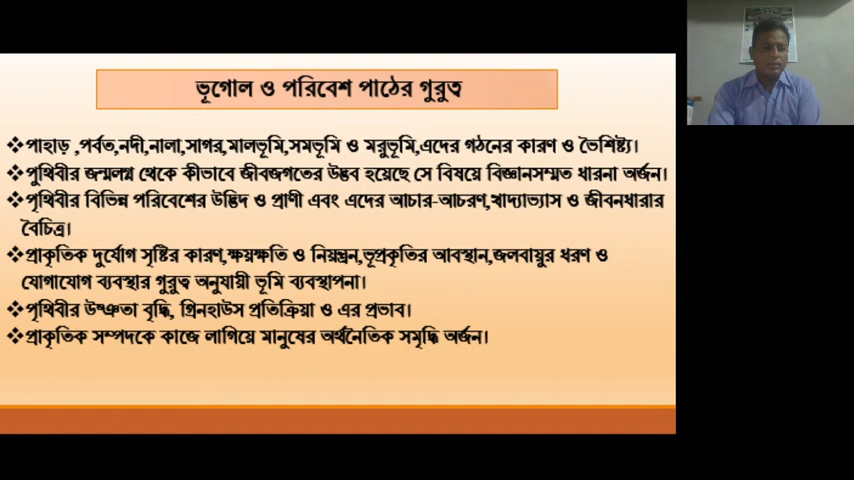 ভূগোল ও পরিবেশ পাঠের গুরুত্ব
❖পাহাড় ,পর্বত,নদী,নালা,সাগর,মালভূমি,সমভূমি ও মরুভূমি,এদের গঠনের কারণ ও ভৈশিষ্ট্য।
❖পুথিবীর জন্মলগ্ন থেকে কীভাবে জীবজগতের উদ্ভব হয়েছে সে বিষয়ে বিজ্ঞানসম্মত ধারনা অর্জন।
❖পৃথিবীর বিভিন্ন পরিবেশের উদ্ভিদ ও প্রাণী এবং এদের আচার-আচরণ,খাদ্যাভ্যাস ও জীবনধারার
বৈচিত্র।
❖প্রাকৃতিক দুর্যোগ সৃষ্টির কারণ,ক্ষয়ক্ষতি ও নিয়ন্ত্রন,ভূপ্রকৃতির আবস্থান,জলবায়ুর ধরণ ও
যোগাযোগ ব্যবস্থার গুরুত্ব অনুযায়ী ভূমি ব্যবস্থাপনা।
❖পৃথিবীর উষ্ণতা বৃদ্ধি, গ্রিনহাউস প্রতিক্রিয়া ও এর প্রভাব।
❖প্রাকৃতিক সম্পদকে কাজে লাগিয়ে মানুষের অর্থনৈতিক সমৃদ্ধি অর্জন।